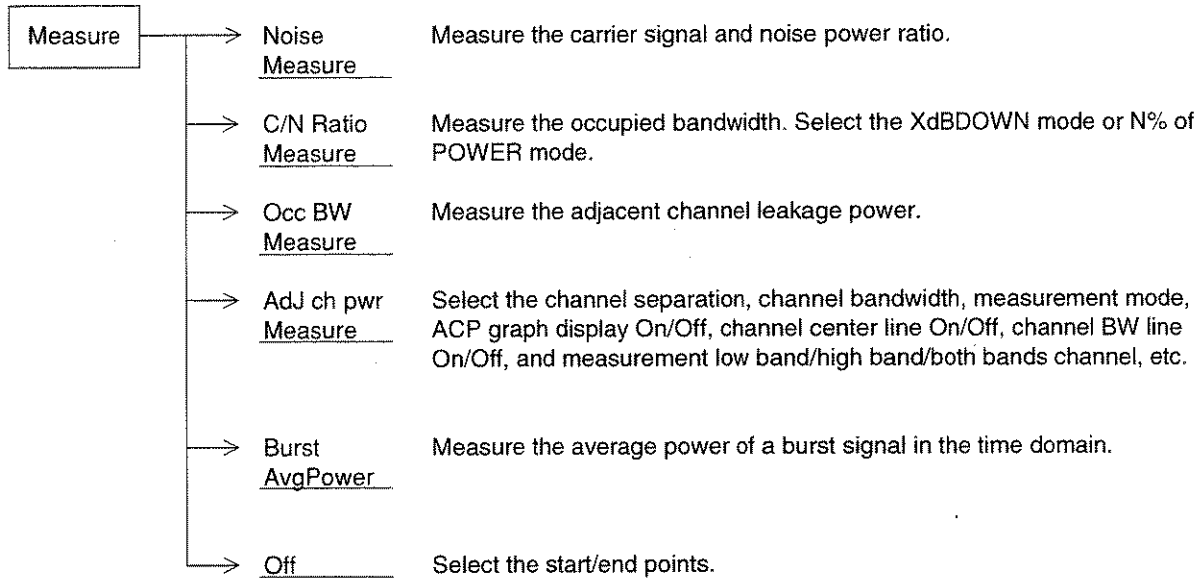 Measure
Noise Measure the carrier signal and noise power ratio.
Measure
C/N Ratio Measure the occupied bandwidth. Select the XdBDOWN mode or N% of
Measure POWER mode.
Occ BW Measure the adjacent channel leakage power.
Measure
AdJ ch pwr Select the channel separation, channel bandwidth, measurement mode,
Measure ACP graph display On/Off, channel center line On/Off, channel BW line
On/Off, and measurement low band/high band/both bands channel, etc.
Burst Measure the average power of a burst signal in the time domain.
AvgPower
Off Select the start/end points.